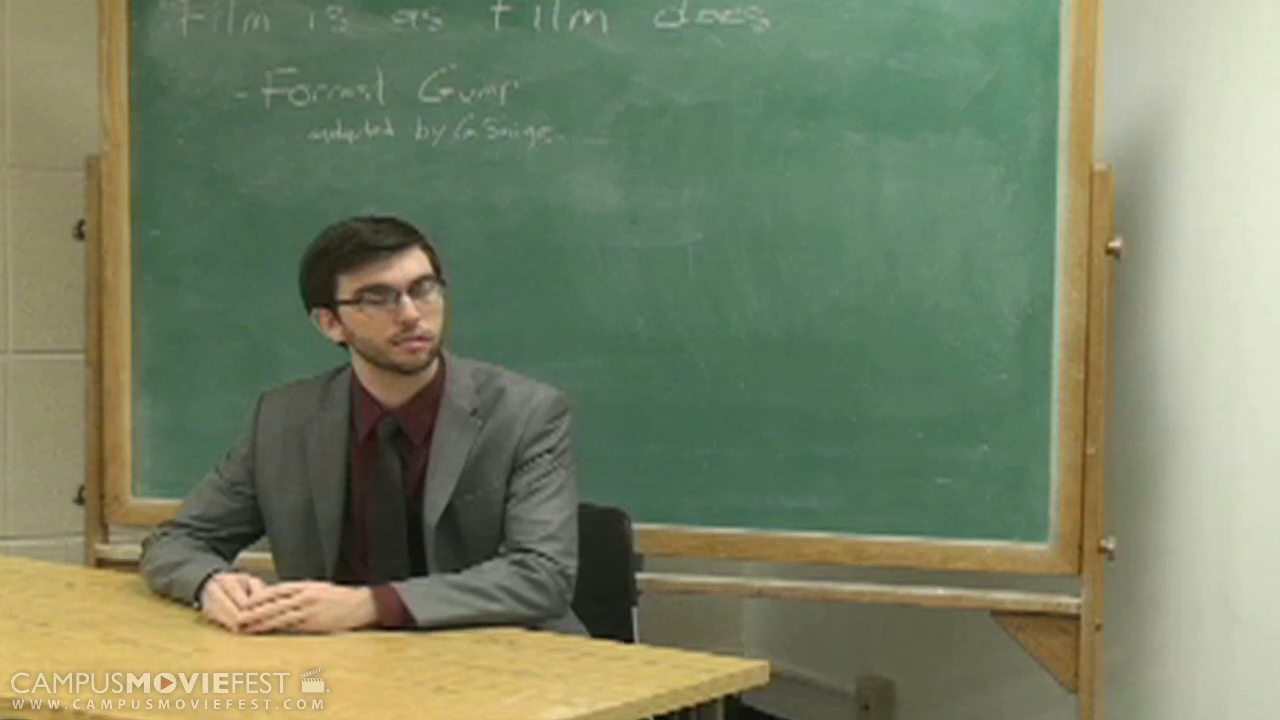 "Film is as Film does
- Forrest Gump
adapted by G
CAMPUSMOVIEFEST
WWW.CAMPUSMOVIEFEST.COM